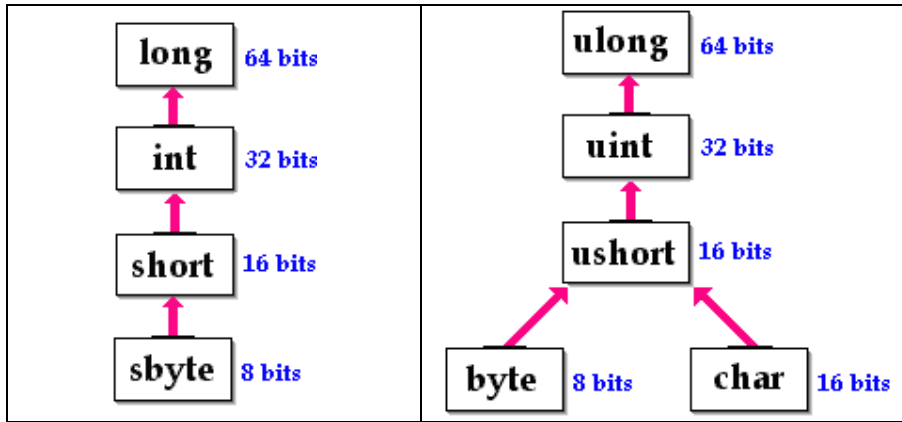 long 64 bits
int 32 bits
short 16 bits
sbyte 8 bits
ulong 64 bits
uint 32 bits
ushort 16 bits
byte 8 bits char 16 bits